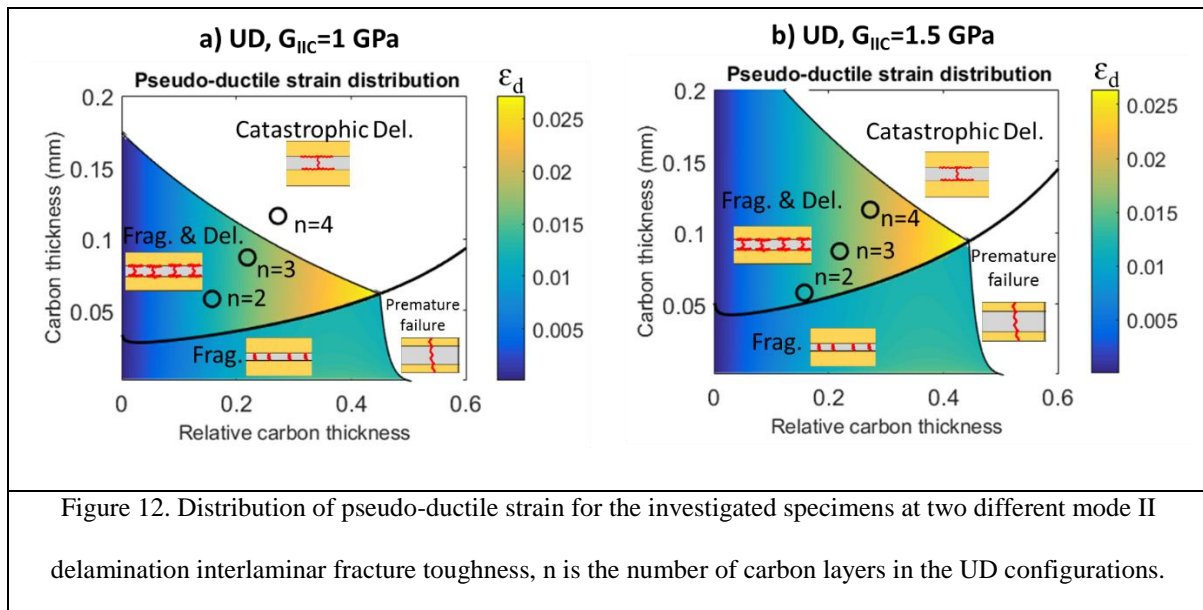 a) UD, GIIC=1 GPa
Pseudo-ductile strain distribution
εd
0.2
0.15
0.1
0.05
Carbon thickness (mm)
0
0.2
0.4
0.6
Relative carbon thickness
Catastrophic Del.
n=4
Frag. & Del.
n=3
n=2
Frag.
Premature
failure
0.025
0.02
0.015
0.01
0.005
b) UD, GIIC=1.5 GPa
Pseudo-ductile strain distribution
εd
0.2
0.15
0.1
0.05
Carbon thickness (mm)
0
0.2
0.4
0.6
Relative carbon thickness
Catastrophic Del.
Frag. & Del.
n=4
n=3
n=2
Frag.
Premature
failure
0.025
0.02
0.015
0.01
0.005
Figure 12. Distribution of pseudo-ductile strain for the investigated specimens at two different mode II
delamination interlaminar fracture toughness, n is the number of carbon layers in the UD configurations.